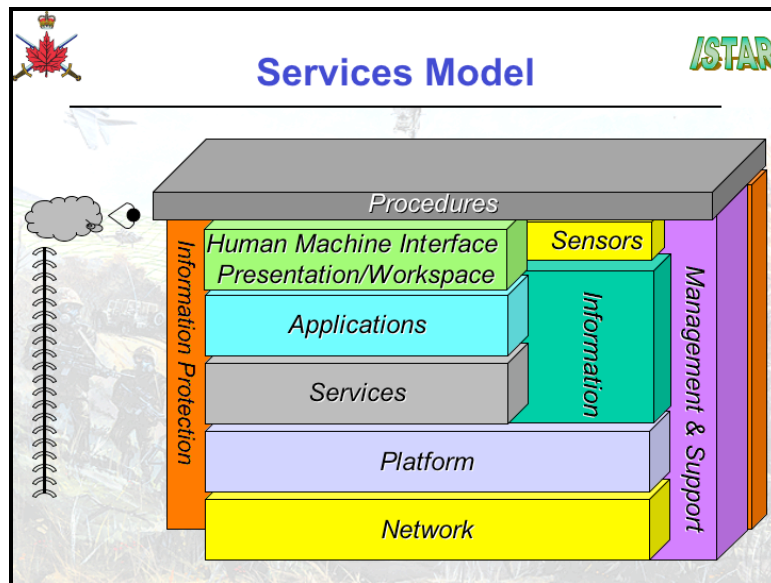 Services Model
ISTAR
Procedures
Human Machine Interface
Presentation/Workspace
Sensors
Applications
Services
Information
Platform
Network
Information Protection
Management & Support